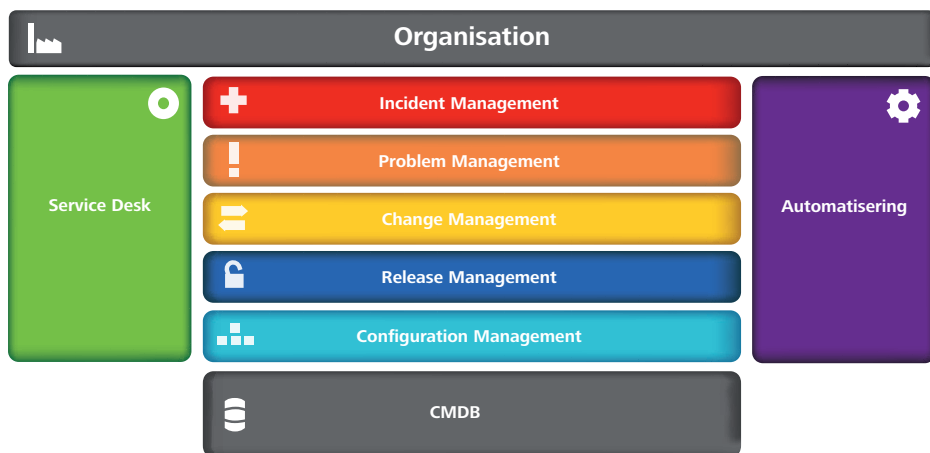 Organisation
Service Desk
Incident Management
Problem Management
Change Management
Release Management
Configuration Management
CMDB
Automatisering